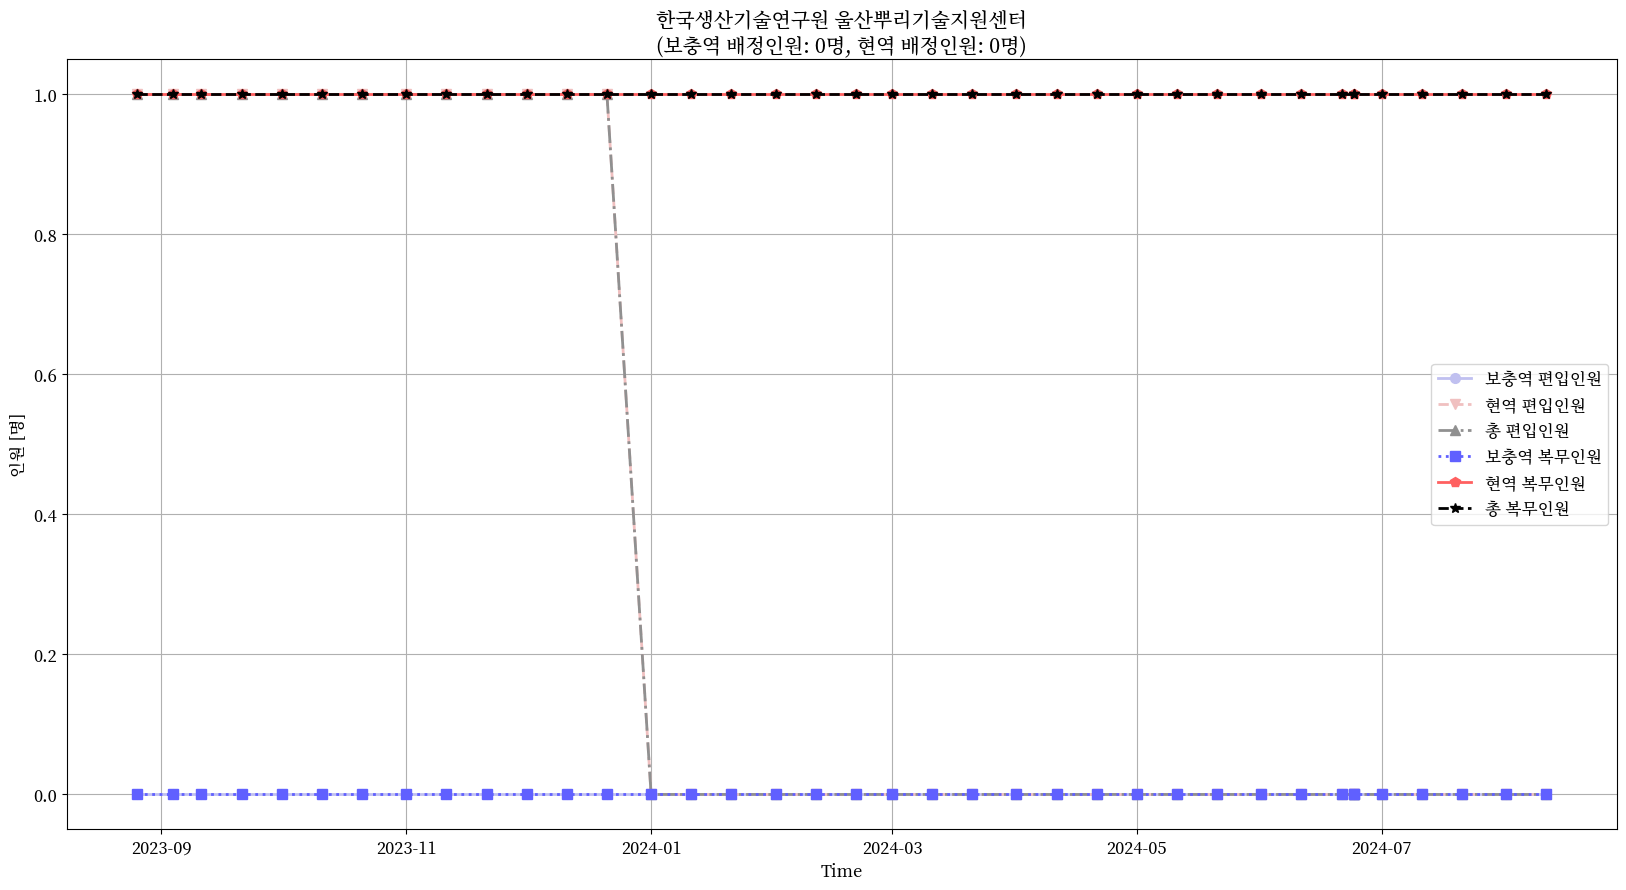 한국생산기술연구원 울산뿌리기술지원센터
(보충역 배정인원: 0명, 현역 배정인원: 0명)
인원 [명]
1.0
0.8
0.6
0.4
0.2
0.0
보충역 편입인원
현역 편입인원
총 편입인원
보충역 복무인원
현역 복무인원
총 복무인원
2023-09
2023-11
2024-01
2024-03
2024-05
2024-07
Time